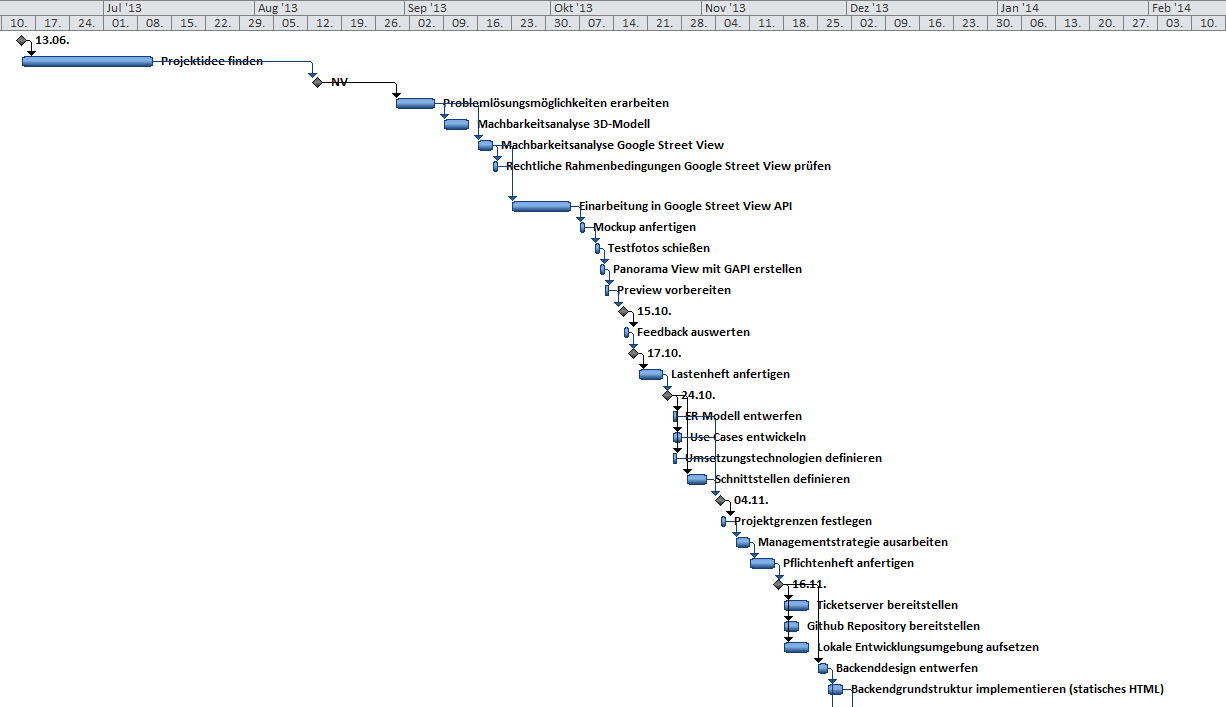 Jul '13 Aug '13 Sep '13 Okt '13 Nov '13 Dez '13 Jan '14 Feb '14
10. 17. 24. 01. 08. 15. 22. 29. 05. 12. 19. 26. 02. 09. 16. 23. 30. 07. 14. 21. 28. 04. 11. 18. 25. 02. 09. 16. 23. 30. 06. 13. 20. 27. 03. 10.
13.06.
Projektidee finden
NV
Problemlösungsmöglichkeiten erarbeiten
Machbarkeitsanalyse 3D-Modell
Machbarkeitsanalyse Google Street View
Rechtliche Rahmenbedingungen Google Street View prüfen
Einarbeitung in Google Street View API
Mockup anfertigen
Testfotos schießen
Panorama View mit GAPI erstellen
Preview vorbereiten
15.10.
Feedback auswerten
17.10.
Lastenheft anfertigen
24.10.
ER Modell entwerfen
Use Cases entwickeln
Umsetzungstechnologien definieren
Schnittstellen definieren
04.11.
Projektgrenzen festlegen
Managementstrategie ausarbeiten
Pflichtenheft anfertigen
16.11.
Ticketserver bereitstellen
Github Repository bereitstellen
Lokale Entwicklungsumgebung aufsetzen
Backenddesign entwerfen
Backendgrundstruktur implementieren (statisches HTML)